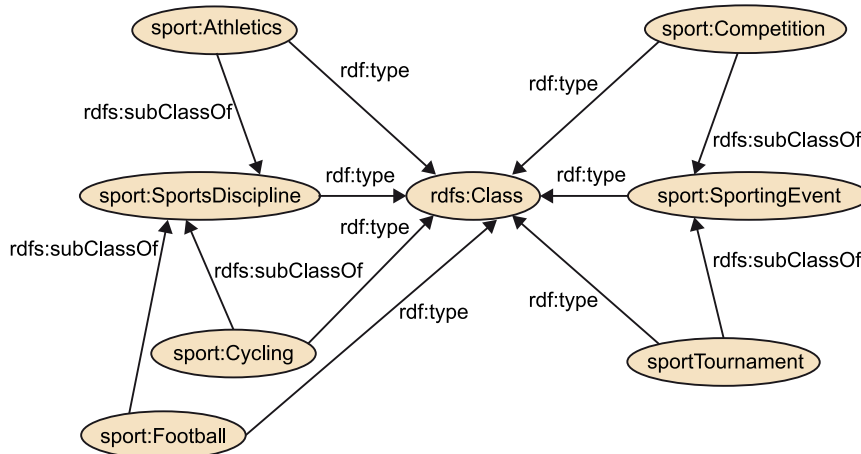 sport:Athletics
sport:Competition
rdf:type
rdf:type
rdfs:subClassOf
rdfs:subClassOf
sport:SportsDiscipline
rdf:type
rdfs:Class
rdf:type
sport:SportingEvent
rdf:type
rdfs:subClassOf
rdfs:subClassOf
rdfs:subClassOf
rdf:type
rdf:type
sport:Cycling
sportTournament
sport:Football